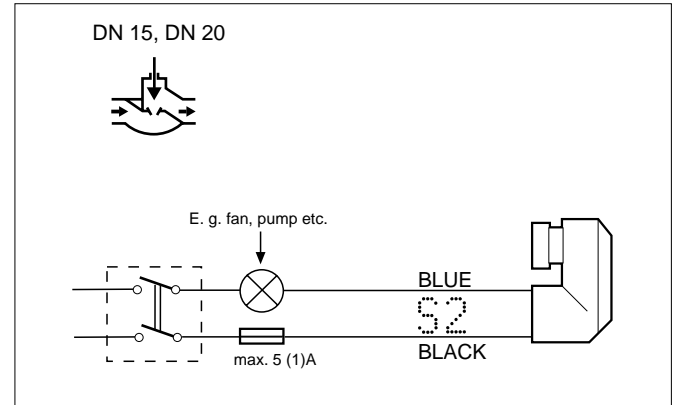 DN 15, DN 20
E. g. fan, pump etc.
BLUE
S2
BLACK
max. 5 (1)A